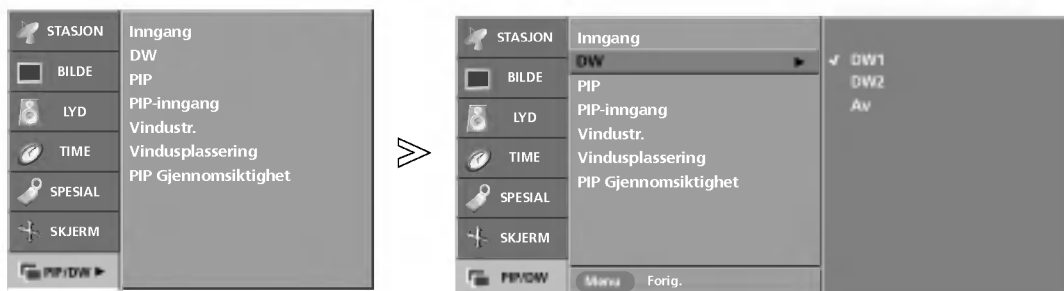 STASJON
BILDE
LYD
TIME
SPESIAL
SKJERM
PIP/DW
Inngang
DW
PIP
PIP-inngang
Vindustr.
Vindusplassering
PIP Gjennomsiktighet
STASJON
BILDE
LYD
TIME
SPESIAL
SKJERM
PIP/DW
Inngang
DW
PIP
PIP-inngang
Vindustr.
Vindusplassering
PIP Gjennomsiktighet
Menu Forig.
DW1
DW2
Av